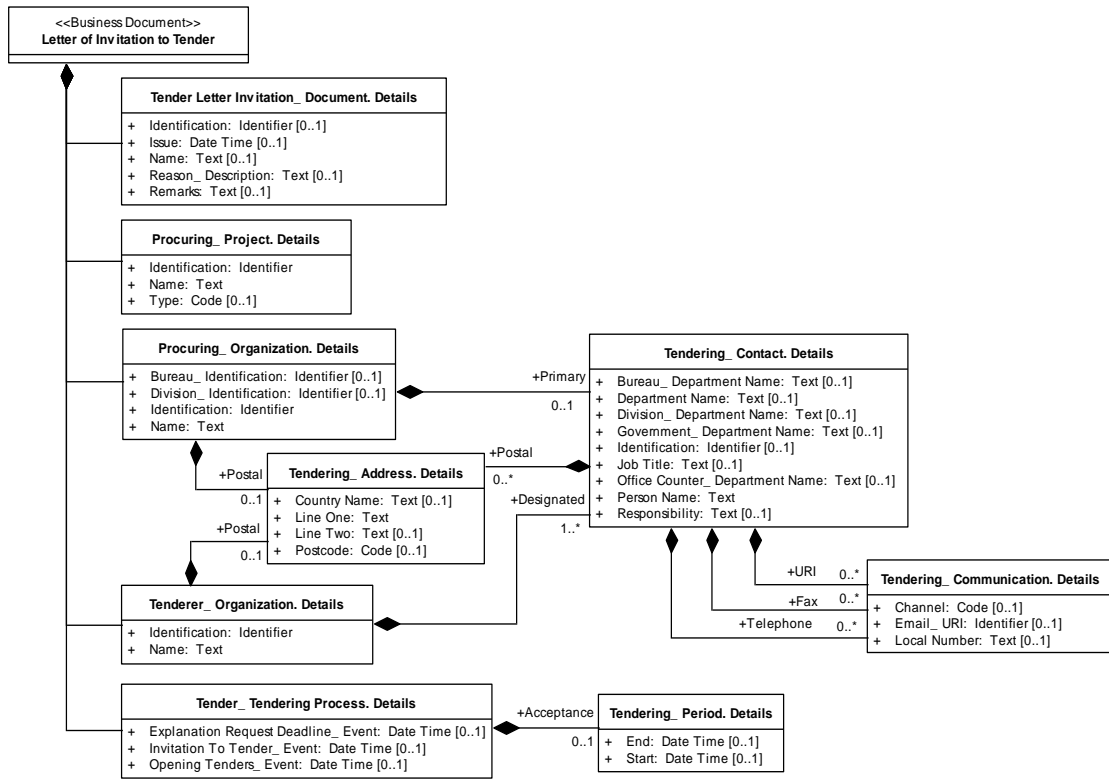 <<Business Document>>
Letter of Invitation to Tender
Tender Letter Invitation_ Document. Details
+ Identification: Identifier [0..1]
+ Issue: Date Time [0..1]
+ Name: Text [0..1]
+ Reason_ Description: Text [0..1]
+ Remarks: Text [0..1]
Procuring_ Project. Details
+ Identification: Identifier
+ Name: Text
+ Type: Code [0..1]
Procuring_ Organization. Details
+ Bureau_ Identification: Identifier [0..1]
+ Division_ Identification: Identifier [0..1]
+ Identification: Identifier
+ Name: Text
+Primary
0..1
Tendering_ Contact. Details
+ Bureau_ Department Name: Text [0..1]
+ Department Name: Text [0..1]
+ Division_ Department Name: Text [0..1]
+ Government_ Department Name: Text [0..1]
+ Identification: Identifier [0..1]
+ Job Title: Text [0..1]
+ Office Counter_ Department Name: Text [0..1]
+ Person Name: Text
+ Responsibility: Text [0..1]
+Postal
0..1
+Postal
0..1
Tendering_ Address. Details
+ Country Name: Text [0..1]
+ Line One: Text
+ Line Two: Text [0..1]
+ Postcode: Code [0..1]
+Postal
0..*
+Designated
1..*
Tenderer_ Organization. Details
+ Identification: Identifier
+ Name: Text
+URI
0..*
+Fax
0..*
+Telephone
0..*
Tendering_ Communication. Details
+ Channel: Code [0..1]
+ Email_ URI: Identifier [0..1]
+ Local Number: Text [0..1]
Tender_ Tendering Process. Details
+ Explanation Request Deadline_ Event: Date Time [0..1]
+ Invitation To Tender_ Event: Date Time [0..1]
+ Opening Tenders_ Event: Date Time [0..1]
+Acceptance
0..1
Tendering_ Period. Details
+ End: Date Time [0..1]
+ Start: Date Time [0..1]